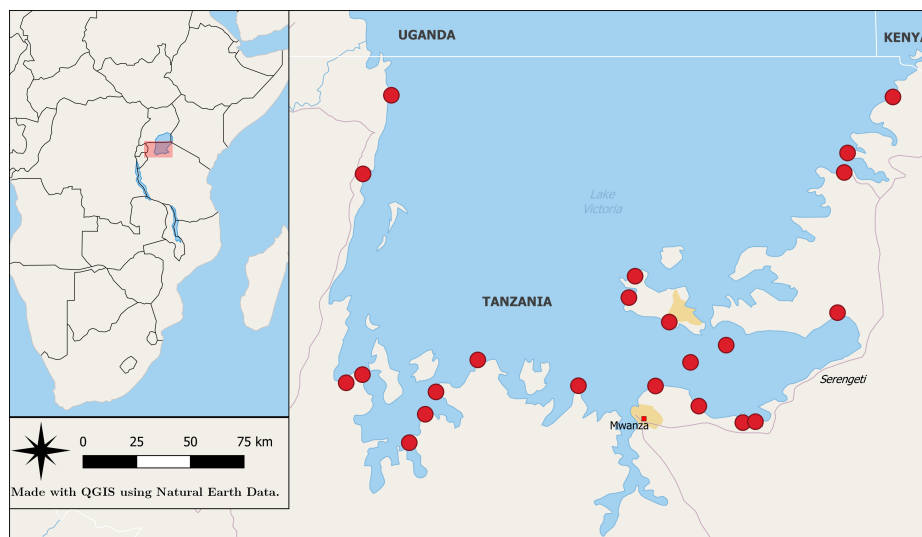 UGANDA
KENYA
Lake
Victoria
TANZANIA
Serengeti
Mwanza
0 25 50 75 km
Made with QGIS using Natural Earth Data.